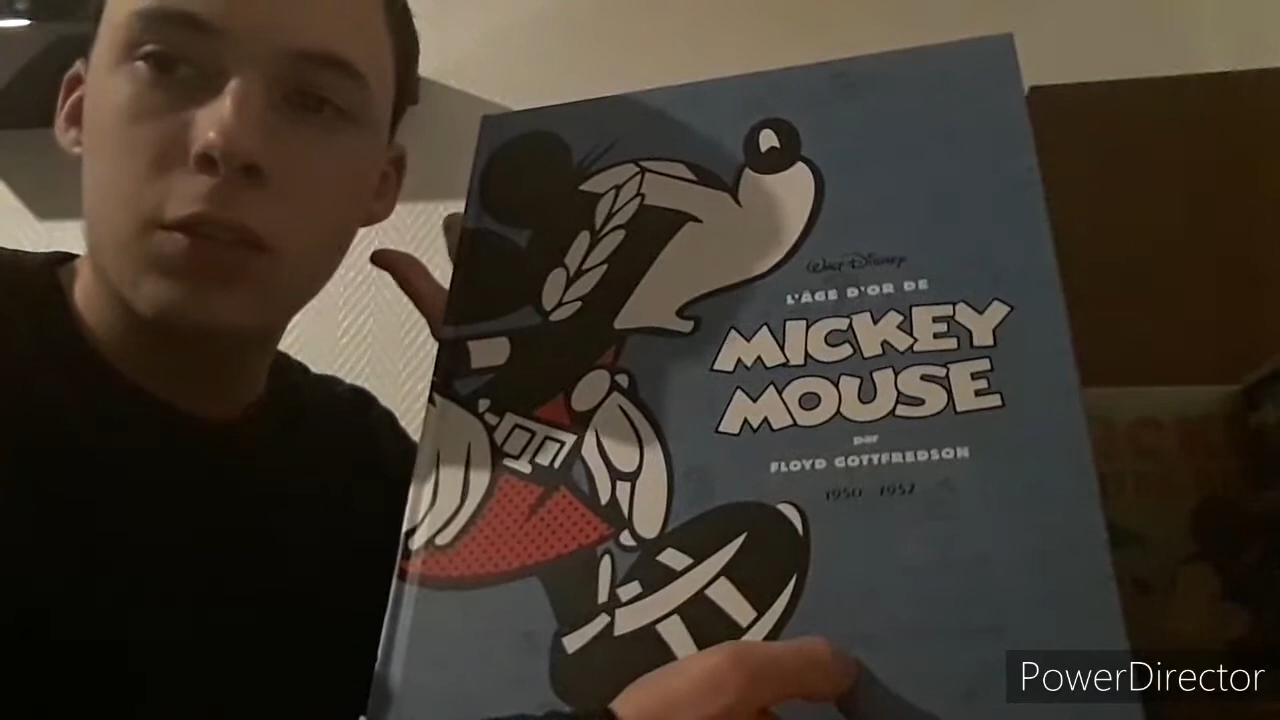 Walt Disney
L'ÂGE D'OR DE
MICKEY
MOUSE
par
FLOYD GOTTFREDSON
1950 1952
PowerDirector